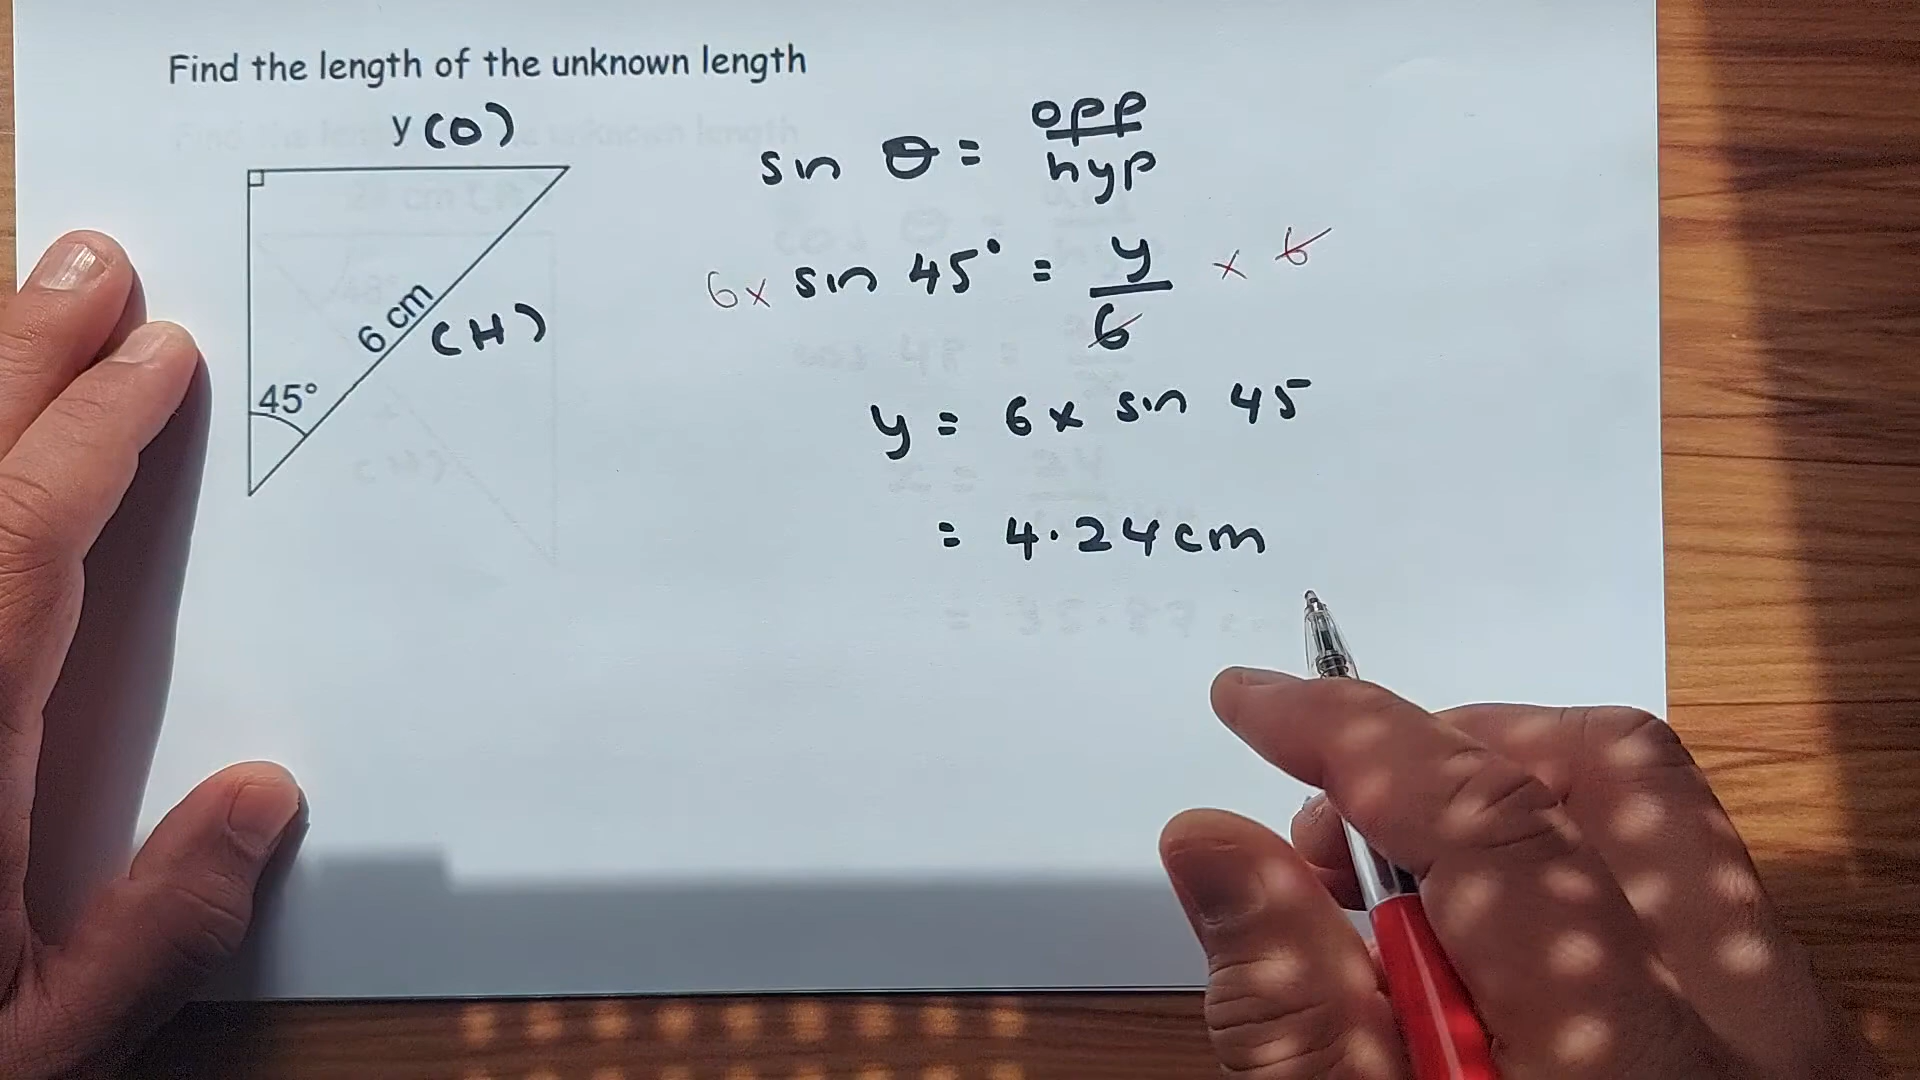 Find the length of the unknown length
y (O)
6 cm
(H)
45°
sin θ = opp/hyp
6 × sin 45° = y/6 × 6
y = 6 × sin 45
= 4.24 cm